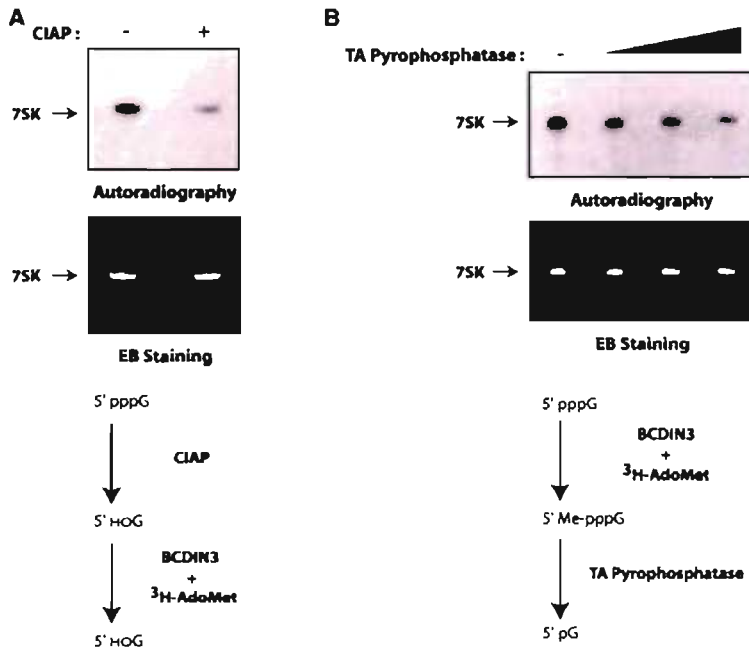 A
CIAP : - +
7SK →
Autoradiography
7SK →
EB Staining
5' pppG
CIAP
5' HOG
BCDIN3
+
³H-AdoMet
5' HOG
B
TA Pyrophosphatase : -
7SK →
Autoradiography
7SK →
EB Staining
5' pppG
BCDIN3
+
³H-AdoMet
5' Me-pppG
TA Pyrophosphatase
5' pG